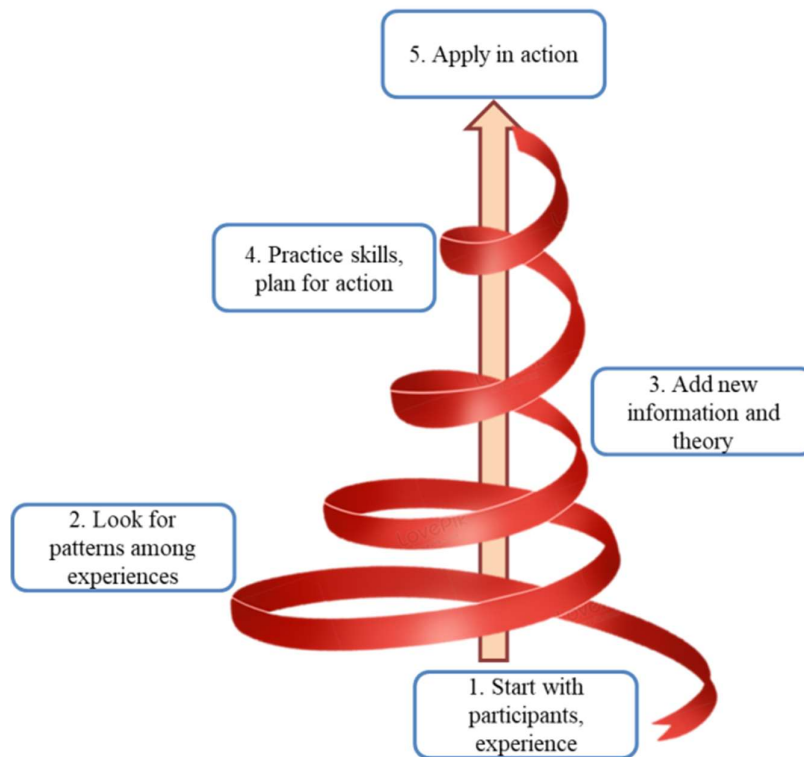 5. Apply in action
4. Practice skills,
plan for action
3. Add new
information and
theory
2. Look for
patterns among
experiences
1. Start with
participants,
experience